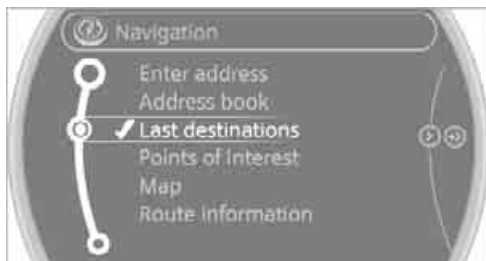 Navigation
Enter address
Address book
Last destinations
Points of Interest
Map
Route information